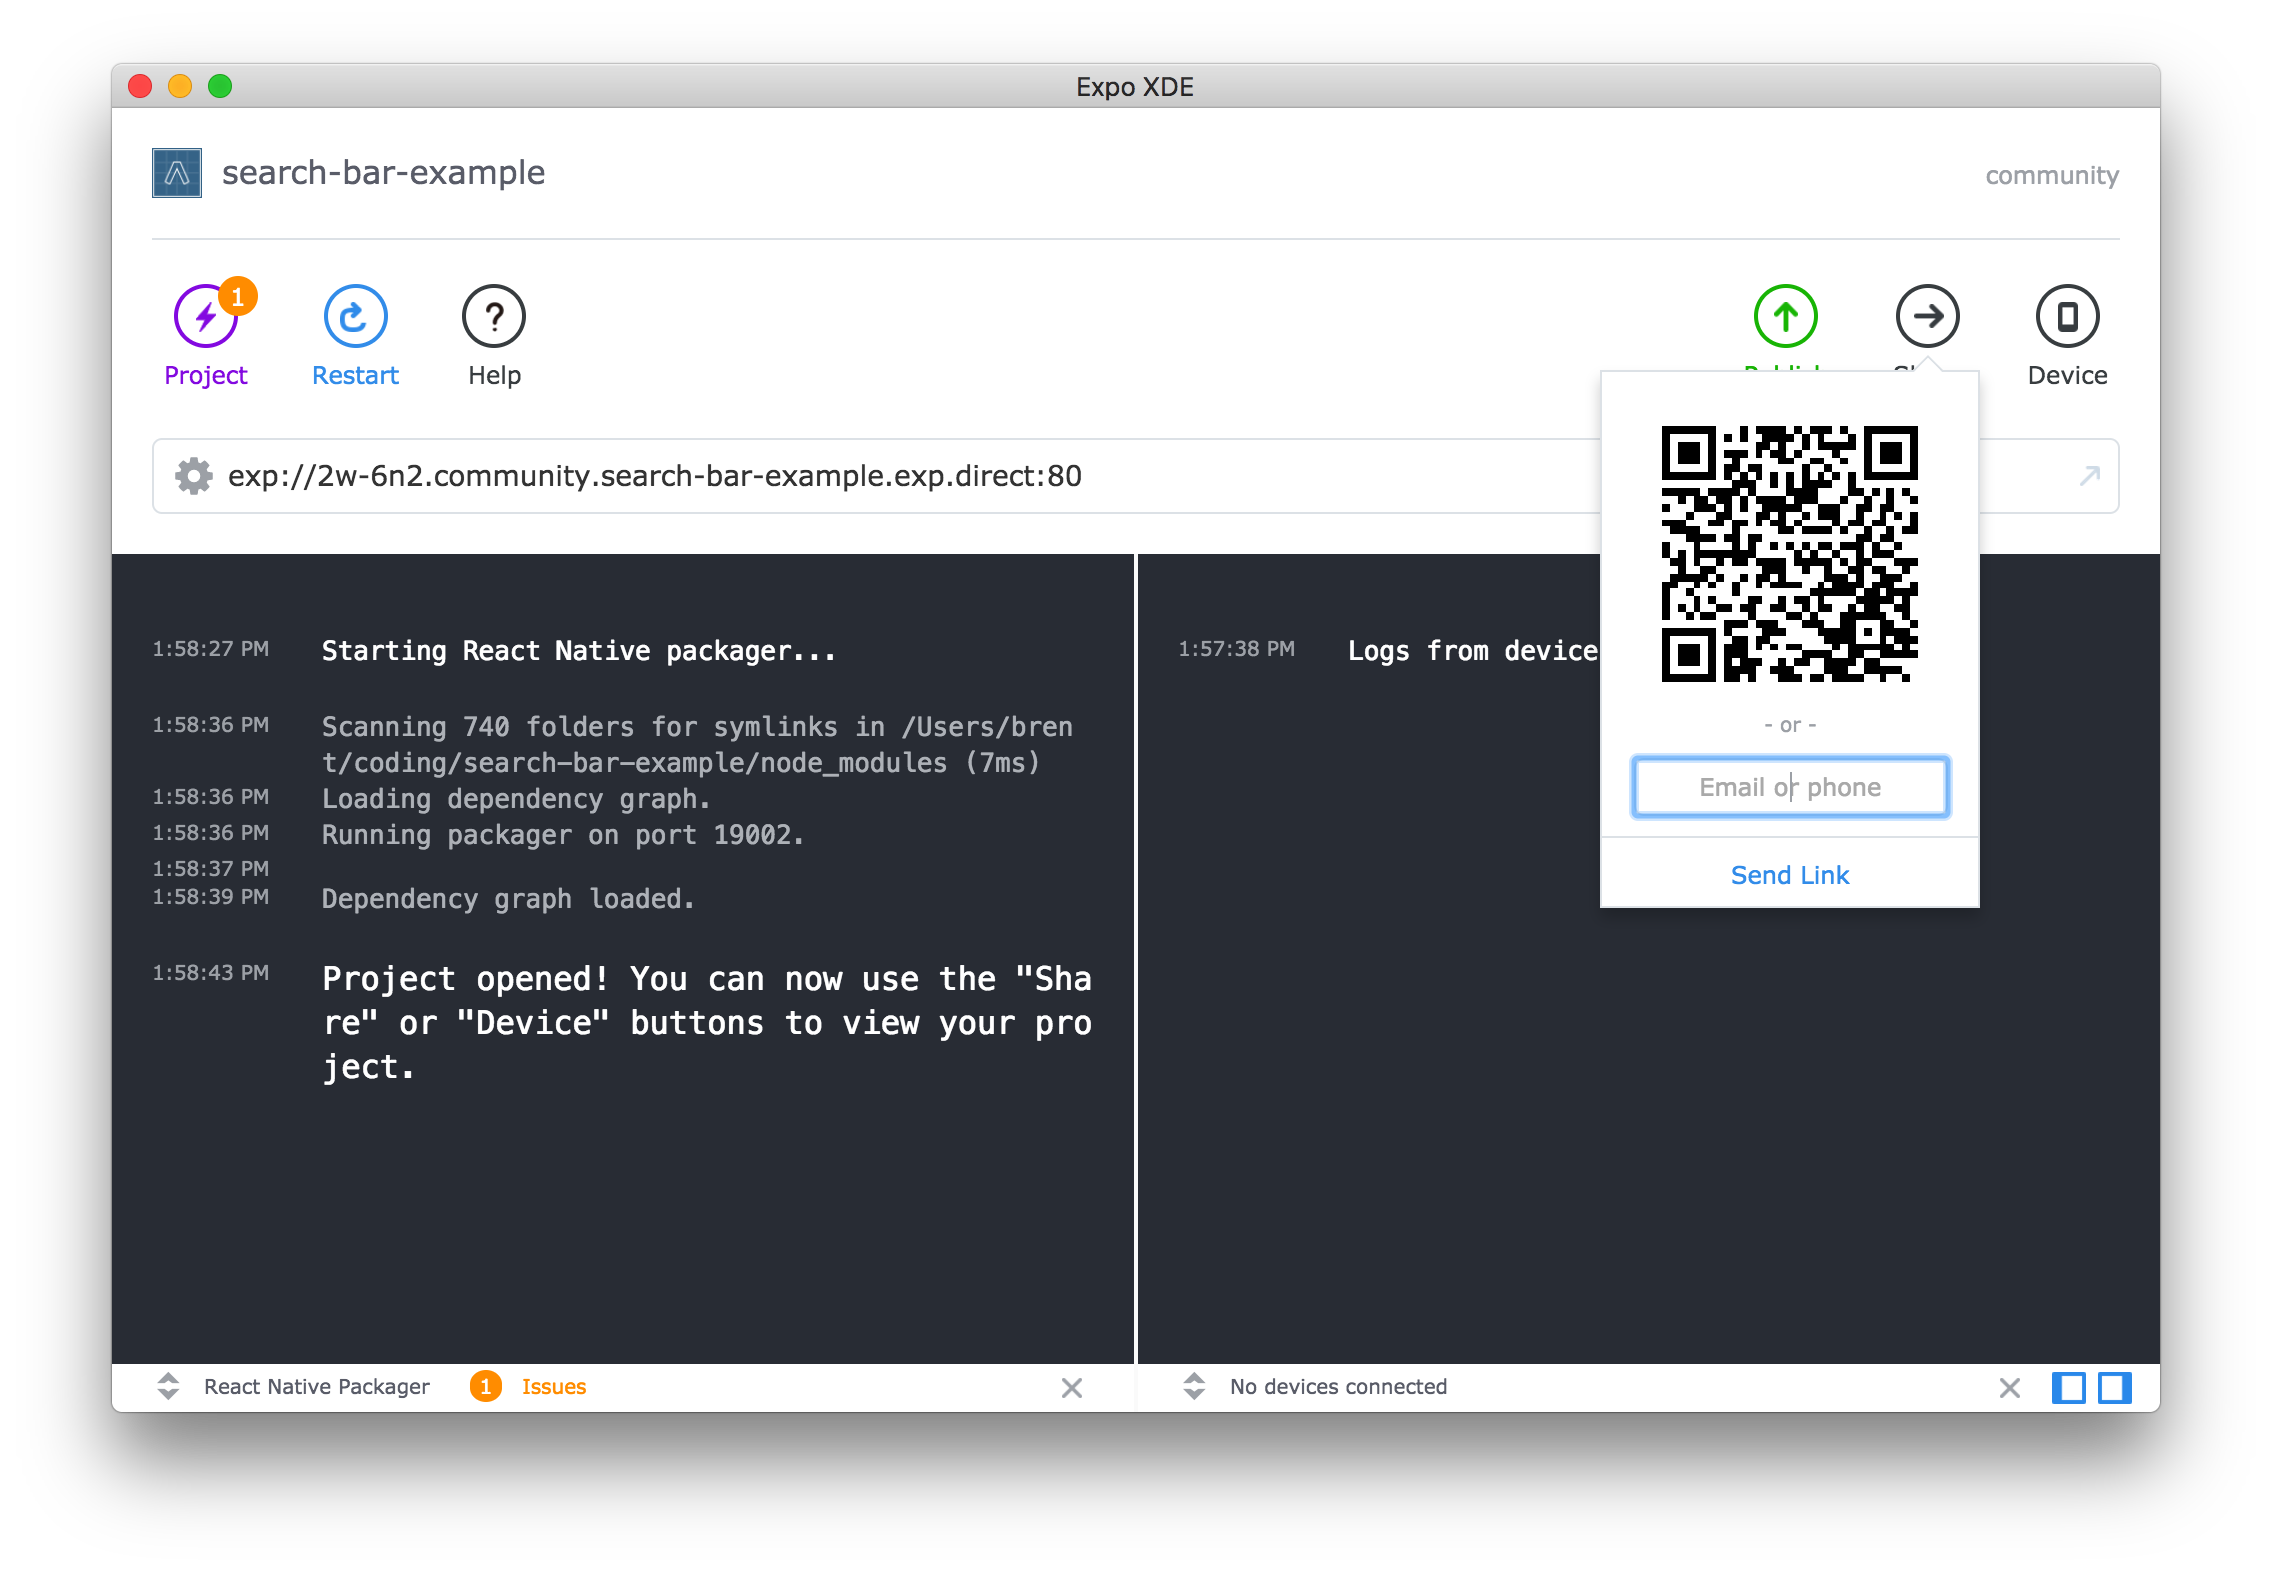 Expo XDE
search-bar-example
community
1
Project
Restart
?
Help
Device
exp://2w-6n2.community.search-bar-example.exp.direct:80
1:58:27 PM Starting React Native packager...
1:58:36 PM Scanning 740 folders for symlinks in /Users/bren
t/coding/search-bar-example/node_modules (7ms)
1:58:36 PM Loading dependency graph.
1:58:36 PM Running packager on port 19002.
1:58:37 PM
1:58:39 PM Dependency graph loaded.
1:58:43 PM Project opened! You can now use the "Sha
re" or "Device" buttons to view your pro
ject.
1:57:38 PM Logs from device
- or -
Email or phone
Send Link
React Native Packager 1 Issues
No devices connected